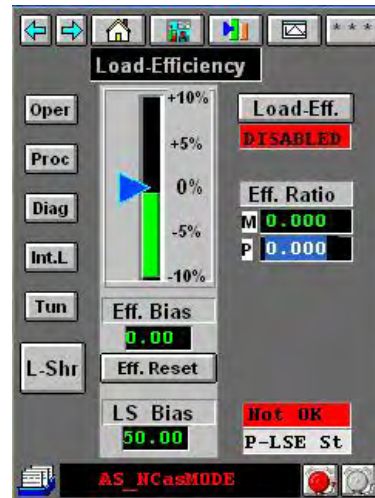 * * *
Load-Efficiency
Oper
Proc
Diag
Int.L
Tun
L-Shr
+10%
+5%
0%
-5%
-10%
Load-Eff.
DISABLED
Eff. Ratio
M 0.000
P 0.000
Eff. Bias
0.00
Eff. Reset
LS Bias
50.00
Not OK
P-LSE St
AS_NCasMODE